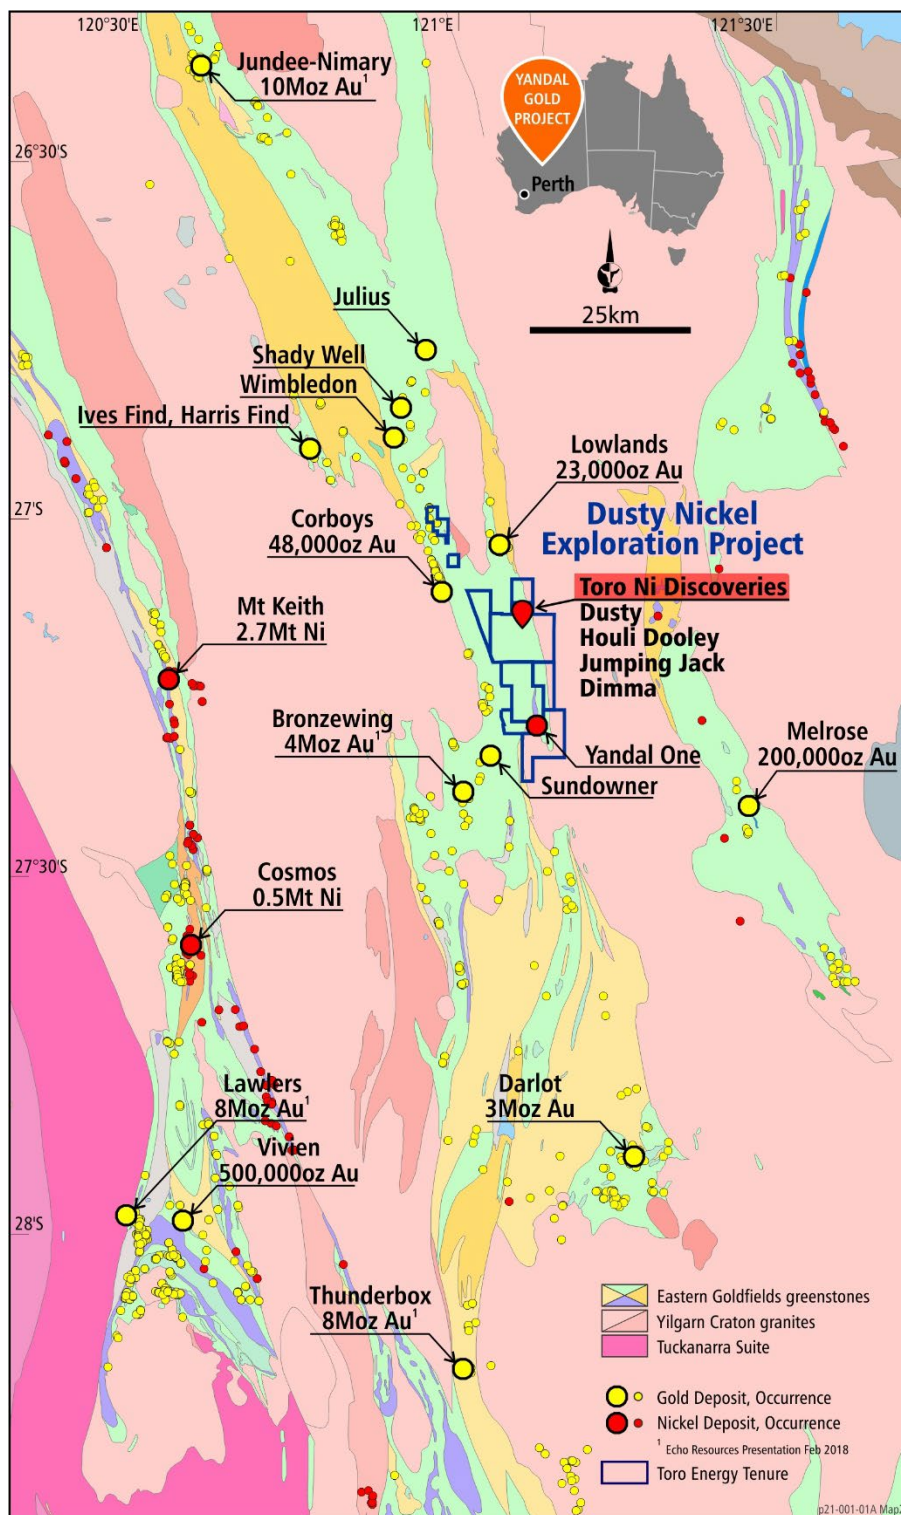 120°30'E
121°E
121°30'E
Jundee-Nimary
10Moz Au¹
YANDAL
GOLD
PROJECT
26°30'S
Perth
25km
Julius
Shady Well
Wimbledon
Ives Find, Harris Find
Lowlands
23,000oz Au
27°S
Corboys
48,000oz Au
Dusty Nickel
Exploration Project
Toro Ni Discoveries
Dusty
Houli Dooley
Jumping Jack
Dimma
Mt Keith
2.7Mt Ni
Bronzewing
4Moz Au¹
Melrose
200,000oz Au
Yandal One
Sundowner
27°30'S
Cosmos
0.5Mt Ni
Lawlers
8Moz Au¹
Vivien
500,000oz Au
Darlot
3Moz Au
28°S
Thunderbox
8Moz Au¹
Eastern Goldfields greenstones
Yilgarn Craton granites
Tuckanarra Suite
Gold Deposit, Occurrence
Nickel Deposit, Occurrence
¹ Echo Resources Presentation Feb 2018
Toro Energy Tenure